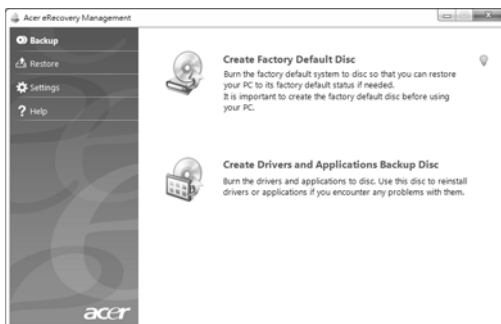 Acer eRecovery Management
Backup
Restore
Settings
Help
Create Factory Default Disc
Burn the factory default system to disc so that you can restore
your PC to its factory default status if needed.
It is important to create the factory default disc before using
your PC.
Create Drivers and Applications Backup Disc
Burn the drivers and applications to disc. Use this disc to reinstall
drivers or applications if you encounter any problems with them.
acer